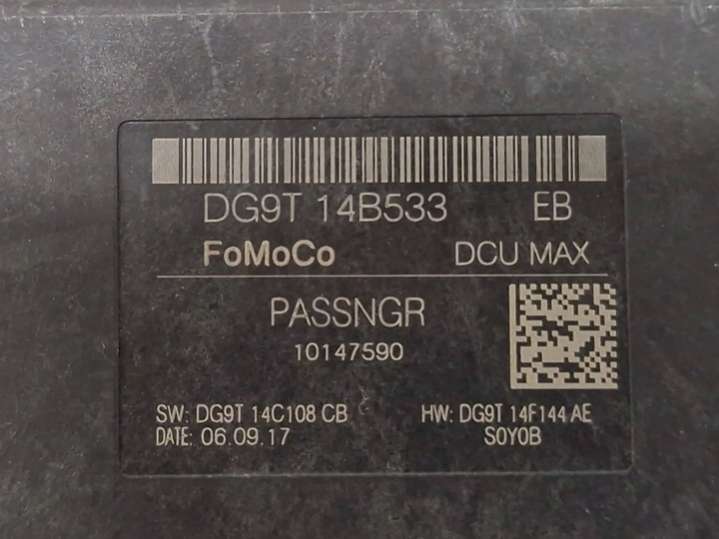 DG9T 14B533 EB
FoMoCo DCU MAX
PASSNGR
10147590
SW: DG9T 14C108 CB HW: DG9T 14F144 AE
DATE: 06.09.17 S0Y0B